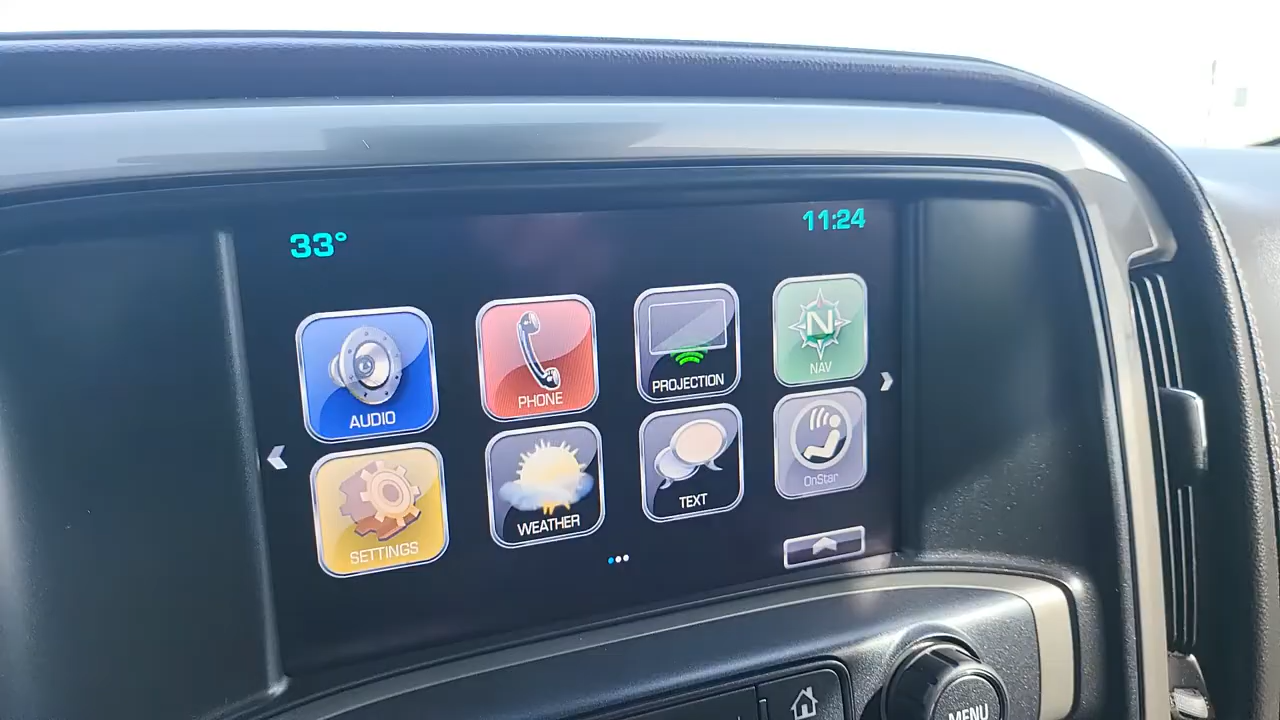 33°
11:24
AUDIO
PHONE
PROJECTION
N
NAV
SETTINGS
WEATHER
TEXT
OnStar
MENU